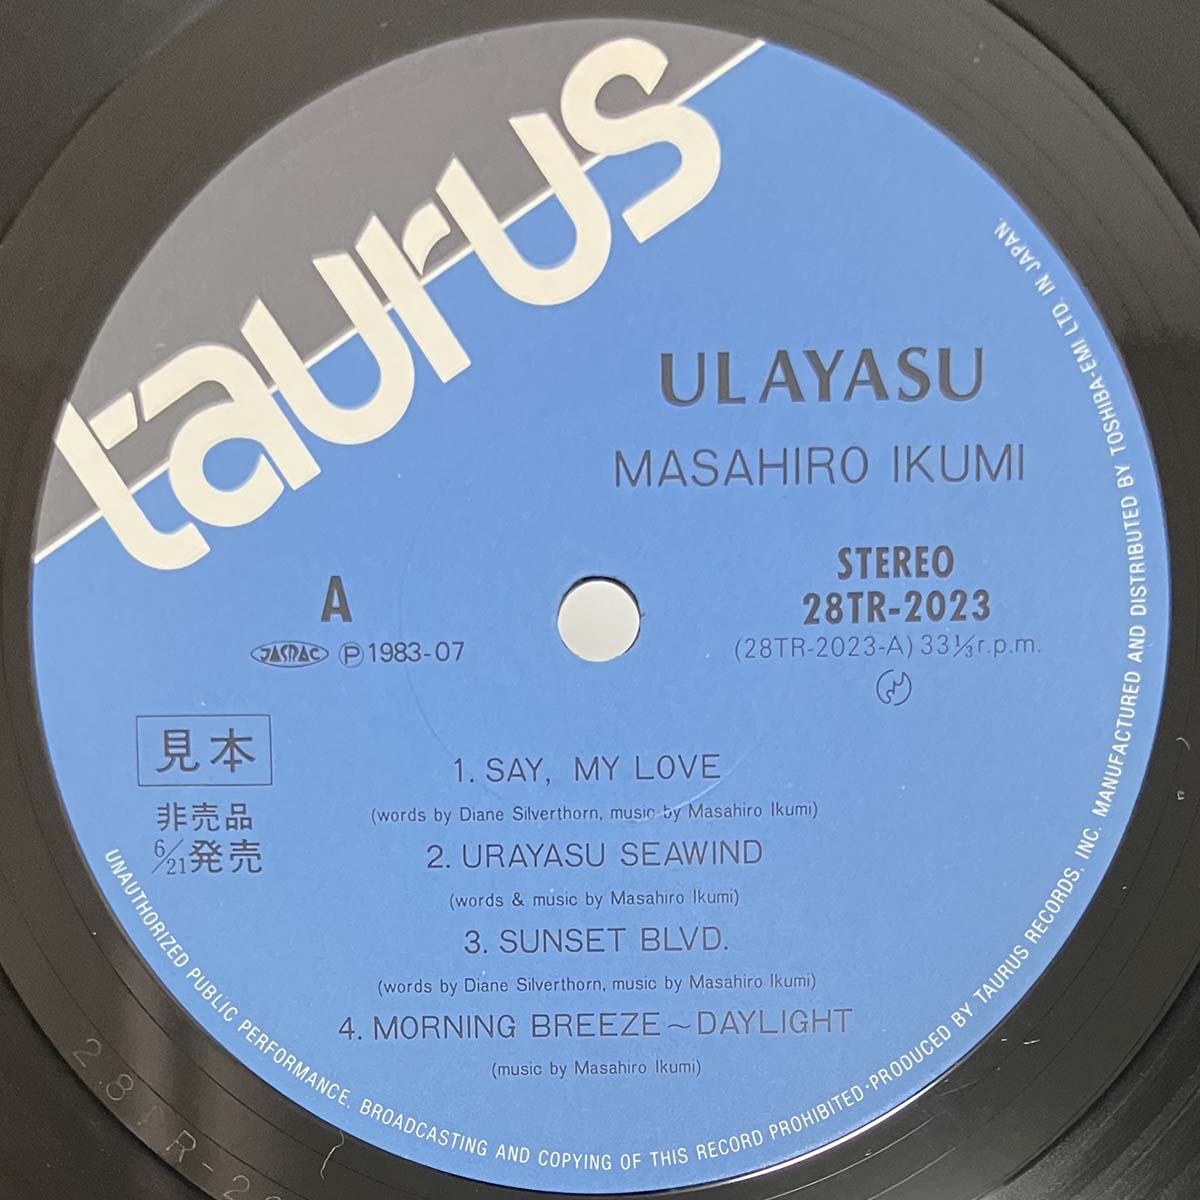 taurus
ULAYASU
MASAHIRO IKUMI
STEREO
28TR-2023
(28TR-2023-A) 33⅓r.p.m.
A
JASRAC Ⓟ1983-07
見本
非売品
6/21発売
1. SAY, MY LOVE
(words by Diane Silverthorn, music by Masahiro Ikumi)
2. URAYASU SEAWIND
(words & music by Masahiro Ikumi)
3. SUNSET BLVD.
(words by Diane Silverthorn, music by Masahiro Ikumi)
4. MORNING BREEZE~DAYLIGHT
(music by Masahiro Ikumi)
UNAUTHORIZED PUBLIC PERFORMANCE, BROADCASTING AND COPYING OF THIS RECORD PROHIBITED·PRODUCED BY TAURUS RECORDS, INC. MANUFACTURED AND DISTRIBUTED BY TOSHIBA-EMI LTD. IN JAPAN.